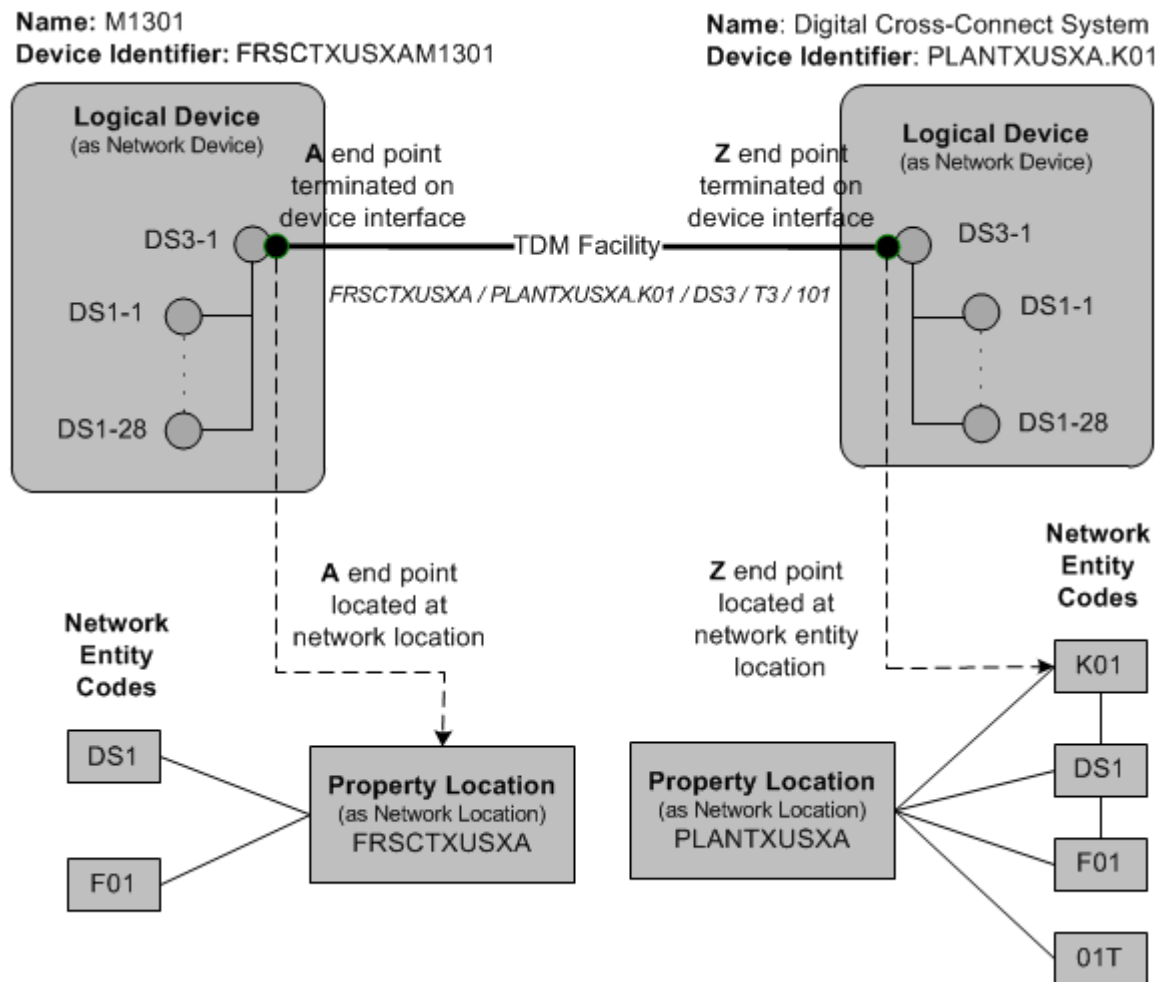 Name: M1301
Device Identifier: FRSCTXUSXAM1301
Name: Digital Cross-Connect System
Device Identifier: PLANTXUSXA.K01
Logical Device
(as Network Device)
A end point
terminated on
device interface
DS3-1
DS1-1
DS1-28
Z end point
terminated on
device interface
Logical Device
(as Network Device)
DS3-1
DS1-1
DS1-28
TDM Facility
FRSCTXUSXA / PLANTXUSXA.K01 / DS3 / T3 / 101
A end point
located at
network location
Z end point
located at
network entity
location
Network
Entity
Codes
DS1
F01
Property Location
(as Network Location)
FRSCTXUSXA
Property Location
(as Network Location)
PLANTXUSXA
Network
Entity
Codes
K01
DS1
F01
01T